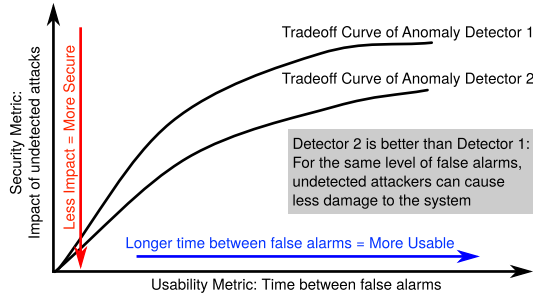 Tradeoff Curve of Anomaly Detector 1
Tradeoff Curve of Anomaly Detector 2
Security Metric:
Impact of undetected attacks
Less Impact = More Secure
Detector 2 is better than Detector 1:
For the same level of false alarms,
undetected attackers can cause
less damage to the system
Longer time between false alarms = More Usable
Usability Metric: Time between false alarms